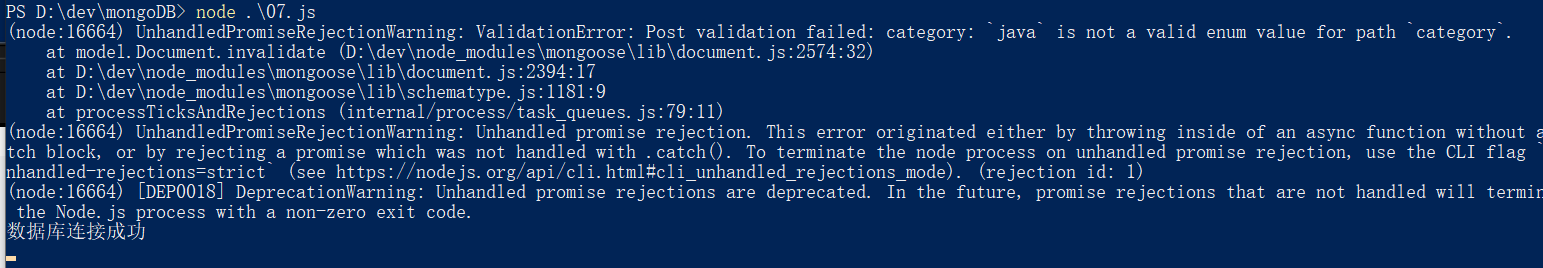 PS D:\dev\mongoDB> node .\07.js
(node:16664) UnhandledPromiseRejectionWarning: ValidationError: Post validation failed: category: `java` is not a valid enum value for path `category`.
    at model.Document.invalidate (D:\dev\node_modules\mongoose\lib\document.js:2574:32)
    at D:\dev\node_modules\mongoose\lib\document.js:2394:17
    at D:\dev\node_modules\mongoose\lib\schematype.js:1181:9
    at processTicksAndRejections (internal/process/task_queues.js:79:11)
(node:16664) UnhandledPromiseRejectionWarning: Unhandled promise rejection. This error originated either by throwing inside of an async function without a
tch block, or by rejecting a promise which was not handled with .catch(). To terminate the node process on unhandled promise rejection, use the CLI flag `
nhandled-rejections=strict` (see https://nodejs.org/api/cli.html#cli_unhandled_rejections_mode). (rejection id: 1)
(node:16664) [DEP0018] DeprecationWarning: Unhandled promise rejections are deprecated. In the future, promise rejections that are not handled will termin
 the Node.js process with a non-zero exit code.
数据库连接成功